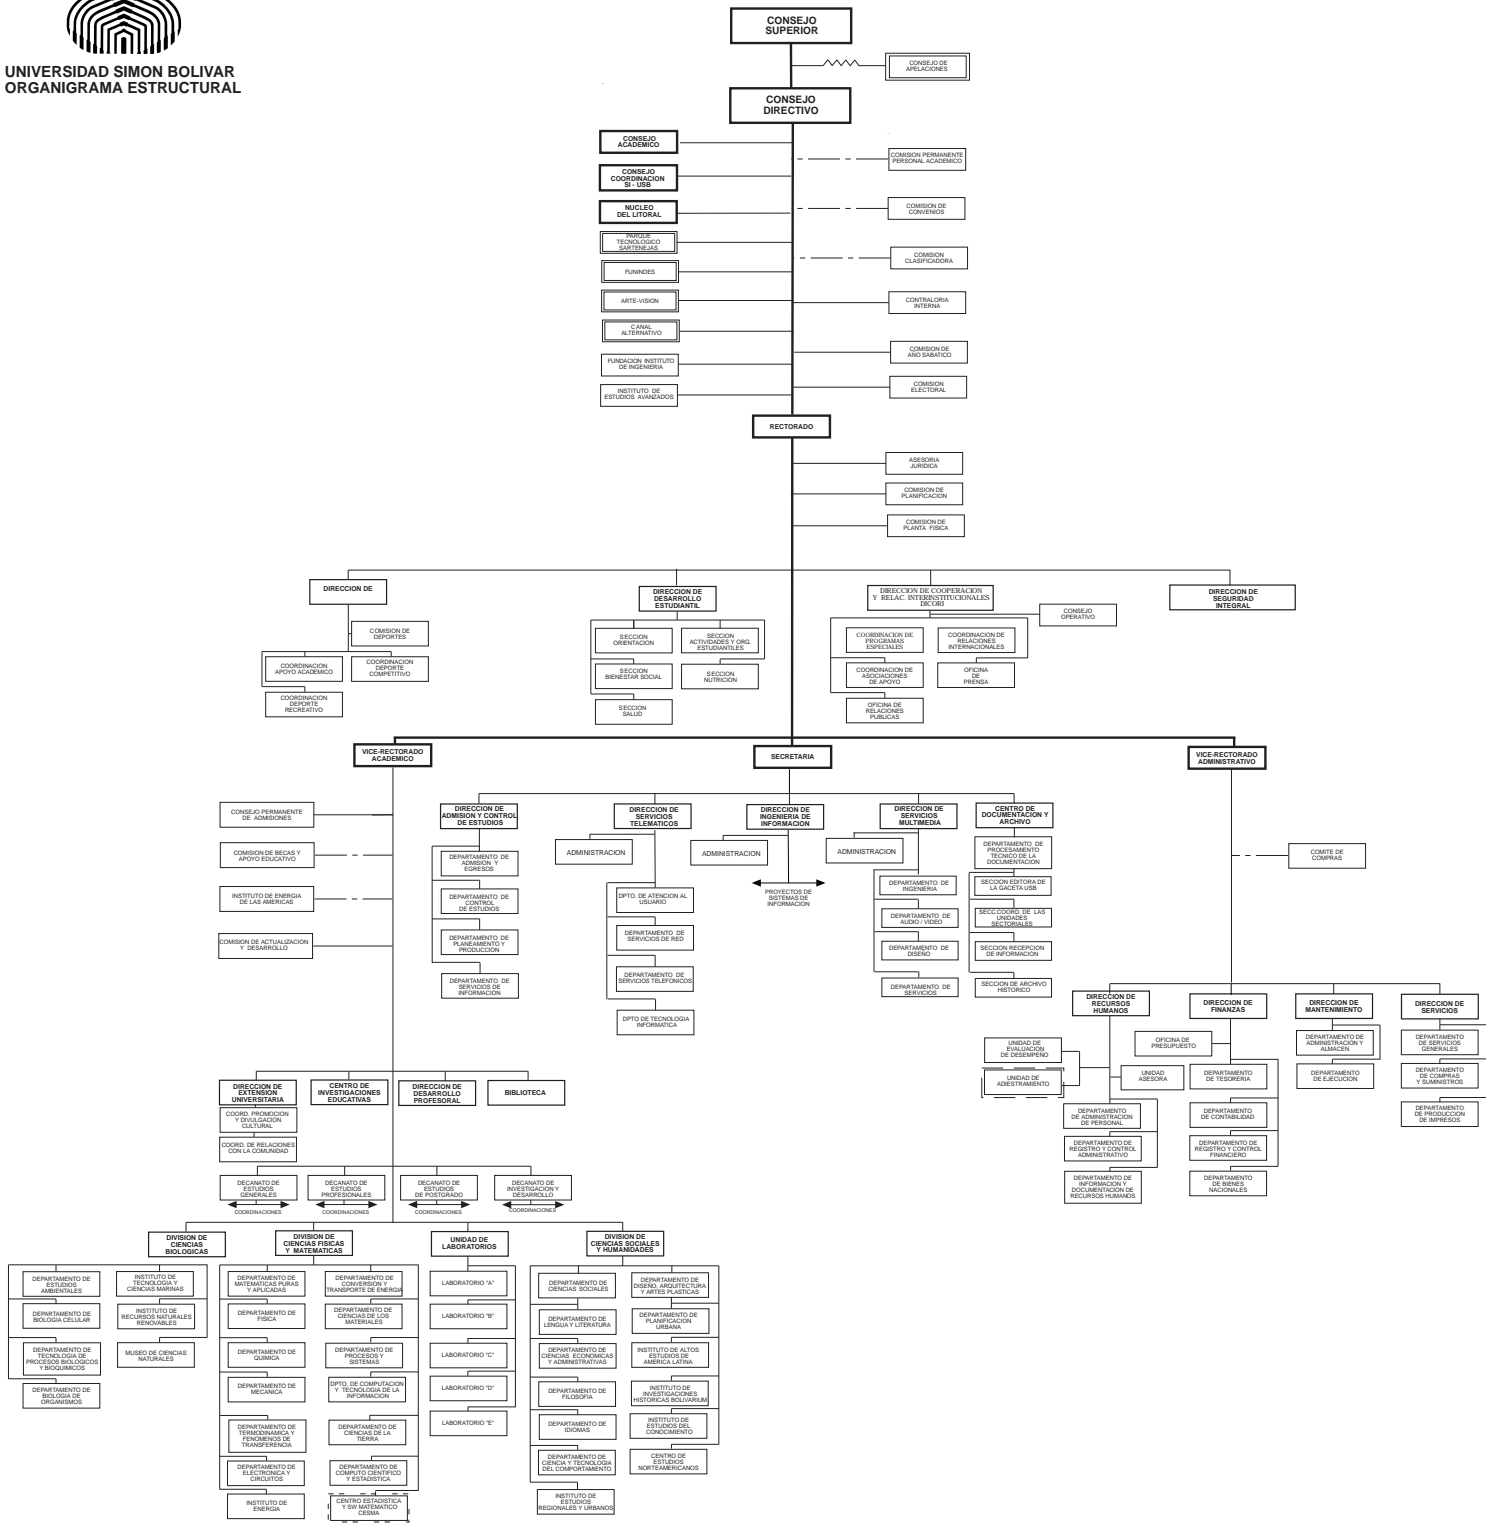 UNIVERSIDAD SIMON BOLIVAR
ORGANIGRAMA ESTRUCTURAL
CONSEJO
SUPERIOR
CONSEJO DE
APELACIONES
CONSEJO
DIRECTIVO
CONSEJO
ACADEMICO
CONSEJO
COORDINACION
SI - USB
NUCLEO
DEL LITORAL
PARQUE
TECNOLOGICO
SARTENEJAS
FUNINDES
ARTE-VISION
CANAL
ALTERNATIVO
FUNDACION INSTITUTO
DE INGENIERIA
INSTITUTO DE
ESTUDIOS AVANZADOS
COMISION PERMANENTE
PERSONAL ACADEMICO
COMISION DE
CONVENIOS
COMISION
CLASIFICADORA
CONTRALORIA
INTERNA
COMISION DE
AÑO SABATICO
COMISION
ELECTORAL
RECTORADO
ASESORIA
JURIDICA
COMISION DE
PLANIFICACION
COMISION DE
PLANTA FISICA
DIRECCION DE
COMISION DE
DEPORTES
COORDINACION
APOYO ACADEMICO
COORDINACION
DEPORTE
COMPETITIVO
COORDINACION
DEPORTE
RECREATIVO
DIRECCION DE
DESARROLLO
ESTUDIANTIL
SECCION
ORIENTACION
SECCION
ACTIVIDADES Y ORG.
ESTUDIANTILES
SECCION
BIENESTAR SOCIAL
SECCION
NUTRICION
SECCION
SALUD
DIRECCION DE COOPERACION
Y RELAC. INTERINSTITUCIONALES
DICORI
CONSEJO
OPERATIVO
COORDINACION DE
PROGRAMAS
ESPECIALES
COORDINACION DE
RELACIONES
INTERNACIONALES
COORDINACION DE
ASOCIACIONES
DE APOYO
OFICINA
DE
PRENSA
OFICINA DE
RELACIONES
PUBLICAS
DIRECCION DE
SEGURIDAD
INTEGRAL
VICE-RECTORADO
ACADEMICO
SECRETARIA
VICE-RECTORADO
ADMINISTRATIVO
CONSEJO PERMANENTE
DE ADMISIONES
COMISION DE BECAS Y
APOYO EDUCATIVO
INSTITUTO DE ENERGIA
DE LAS AMERICAS
COMISION DE ACTUALIZACION
Y DESARROLLO
DIRECCION DE
ADMISION Y CONTROL
DE ESTUDIOS
DEPARTAMENTO DE
ADMISION Y
EGRESOS
DEPARTAMENTO DE
CONTROL
DE ESTUDIOS
DEPARTAMENTO DE
PLANEAMIENTO Y
PRODUCCION
DEPARTAMENTO DE
SERVICIOS DE
INFORMACION
DIRECCION DE
SERVICIOS
TELEMATICOS
ADMINISTRACION
DPTO. DE ATENCION AL
USUARIO
DEPARTAMENTO DE
SERVICIOS DE RED
DEPARTAMENTO DE
SERVICIOS TELEFONICOS
DPTO DE TECNOLOGIA
INFORMATICA
DIRECCION DE
INGENIERIA DE
INFORMACION
ADMINISTRACION
PROYECTOS DE
SISTEMAS DE
INFORMACION
DIRECCION DE
SERVICIOS
MULTIMEDIA
ADMINISTRACION
DEPARTAMENTO DE
INGENIERIA
DEPARTAMENTO DE
AUDIO / VIDEO
DEPARTAMENTO DE
DISEÑO
DEPARTAMENTO DE
SERVICIOS
CENTRO DE
DOCUMENTACION Y
ARCHIVO
DEPARTAMENTO DE
PROCESAMIENTO
TECNICO DE LA
DOCUMENTACION
SECCION EDITORA DE
LA GACETA USB
SECC.COORD. DE LAS
UNIDADES
SECTORIALES
SECCION RECEPCION
DE INFORMACION
SECCION DE ARCHIVO
HISTORICO
COMITE DE
COMPRAS
DIRECCION DE
RECURSOS
HUMANOS
UNIDAD DE
EVALUACION
DE DESEMPEÑO
UNIDAD DE
ADIESTRAMIENTO
UNIDAD
ASESORA
DEPARTAMENTO
DE ADMINISTRACION
DE PERSONAL
DEPARTAMENTO DE
REGISTRO Y CONTROL
ADMINISTRATIVO
DEPARTAMENTO DE
INFORMACION Y
DOCUMENTACION DE
RECURSOS HUMANOS
DIRECCION DE
FINANZAS
OFICINA DE
PRESUPUESTO
DEPARTAMENTO
DE TESORERIA
DEPARTAMENTO
DE CONTABILIDAD
DEPARTAMENTO DE
REGISTRO Y CONTROL
FINANCIERO
DEPARTAMENTO
DE BIENES
NACIONALES
DIRECCION DE
MANTENIMIENTO
DEPARTAMENTO DE
ADMINISTRACION Y
ALMACEN
DEPARTAMENTO
DE EJECUCION
DIRECCION DE
SERVICIOS
DEPARTAMENTO
DE SERVICIOS
GENERALES
DEPARTAMENTO
DE COMPRAS
Y SUMINISTROS
DEPARTAMENTO
DE PRODUCCION
DE IMPRESOS
DIRECCION DE
EXTENSION
UNIVERSITARIA
COORD. PROMOCION
Y DIVULGACION
CULTURAL
COORD. DE RELACIONES
CON LA COMUNIDAD
CENTRO DE
INVESTIGACIONES
EDUCATIVAS
DIRECCION DE
DESARROLLO
PROFESORAL
BIBLIOTECA
DECANATO DE
ESTUDIOS
GENERALES
COORDINACIONES
DECANATO DE
ESTUDIOS
PROFESIONALES
COORDINACIONES
DECANATO DE
ESTUDIOS
DE POSTGRADO
COORDINACIONES
DECANATO DE
INVESTIGACION Y
DESARROLLO
COORDINACIONES
DIVISION DE
CIENCIAS
BIOLOGICAS
DEPARTAMENTO DE
ESTUDIOS
AMBIENTALES
INSTITUTO DE
TECNOLOGIA Y
CIENCIAS MARINAS
DEPARTAMENTO DE
BIOLOGIA CELULAR
INSTITUTO DE
RECURSOS NATURALES
RENOVABLES
DEPARTAMENTO DE
TECNOLOGIA DE
PROCESOS BIOLOGICOS
Y BIOQUIMICOS
MUSEO DE CIENCIAS
NATURALES
DEPARTAMENTO DE
BIOLOGIA DE
ORGANISMOS
DIVISION DE
CIENCIAS FISICAS
Y MATEMATICAS
DEPARTAMENTO DE
MATEMATICAS PURAS
Y APLICADAS
DEPARTAMENTO DE
CONVERSION Y
TRANSPORTE DE ENERGIA
DEPARTAMENTO DE
FISICA
DEPARTAMENTO DE
CIENCIAS DE LOS
MATERIALES
DEPARTAMENTO DE
QUIMICA
DEPARTAMENTO DE
PROCESOS Y
SISTEMAS
DEPARTAMENTO DE
MECANICA
DPTO. DE COMPUTACION
Y TECNOLOGIA DE LA
INFORMACION
DEPARTAMENTO DE
TERMODINAMICA Y
FENOMENOS DE
TRANSFERENCIA
DEPARTAMENTO DE
CIENCIAS DE LA
TIERRA
DEPARTAMENTO DE
ELECTRONICA Y
CIRCUITOS
DEPARTAMENTO DE
COMPUTO CIENTIFICO
Y ESTADISTICA
INSTITUTO DE
ENERGIA
CENTRO ESTADISTICA
Y SW MATEMATICO
CESMA
UNIDAD DE
LABORATORIOS
LABORATORIO "A"
LABORATORIO "B"
LABORATORIO "C"
LABORATORIO "D"
LABORATORIO "E"
DIVISION DE
CIENCIAS SOCIALES
Y HUMANIDADES
DEPARTAMENTO DE
CIENCIAS SOCIALES
DEPARTAMENTO DE
DISEÑO, ARQUITECTURA
Y ARTES PLASTICAS
DEPARTAMENTO DE
LENGUA Y LITERATURA
DEPARTAMENTO DE
PLANIFICACION
URBANA
DEPARTAMENTO DE
CIENCIAS ECONOMICAS
Y ADMINISTRATIVAS
INSTITUTO DE ALTOS
ESTUDIOS DE
AMERICA LATINA
DEPARTAMENTO DE
FILOSOFIA
INSTITUTO DE
INVESTIGACIONES
HISTORICAS BOLIVARIUM
DEPARTAMENTO DE
IDIOMAS
INSTITUTO DE
ESTUDIOS DEL
CONOCIMIENTO
DEPARTAMENTO DE
CIENCIA Y TECNOLOGIA
DEL COMPORTAMIENTO
CENTRO DE
ESTUDIOS
NORTEAMERICANOS
INSTITUTO DE
ESTUDIOS
REGIONALES Y URBANOS